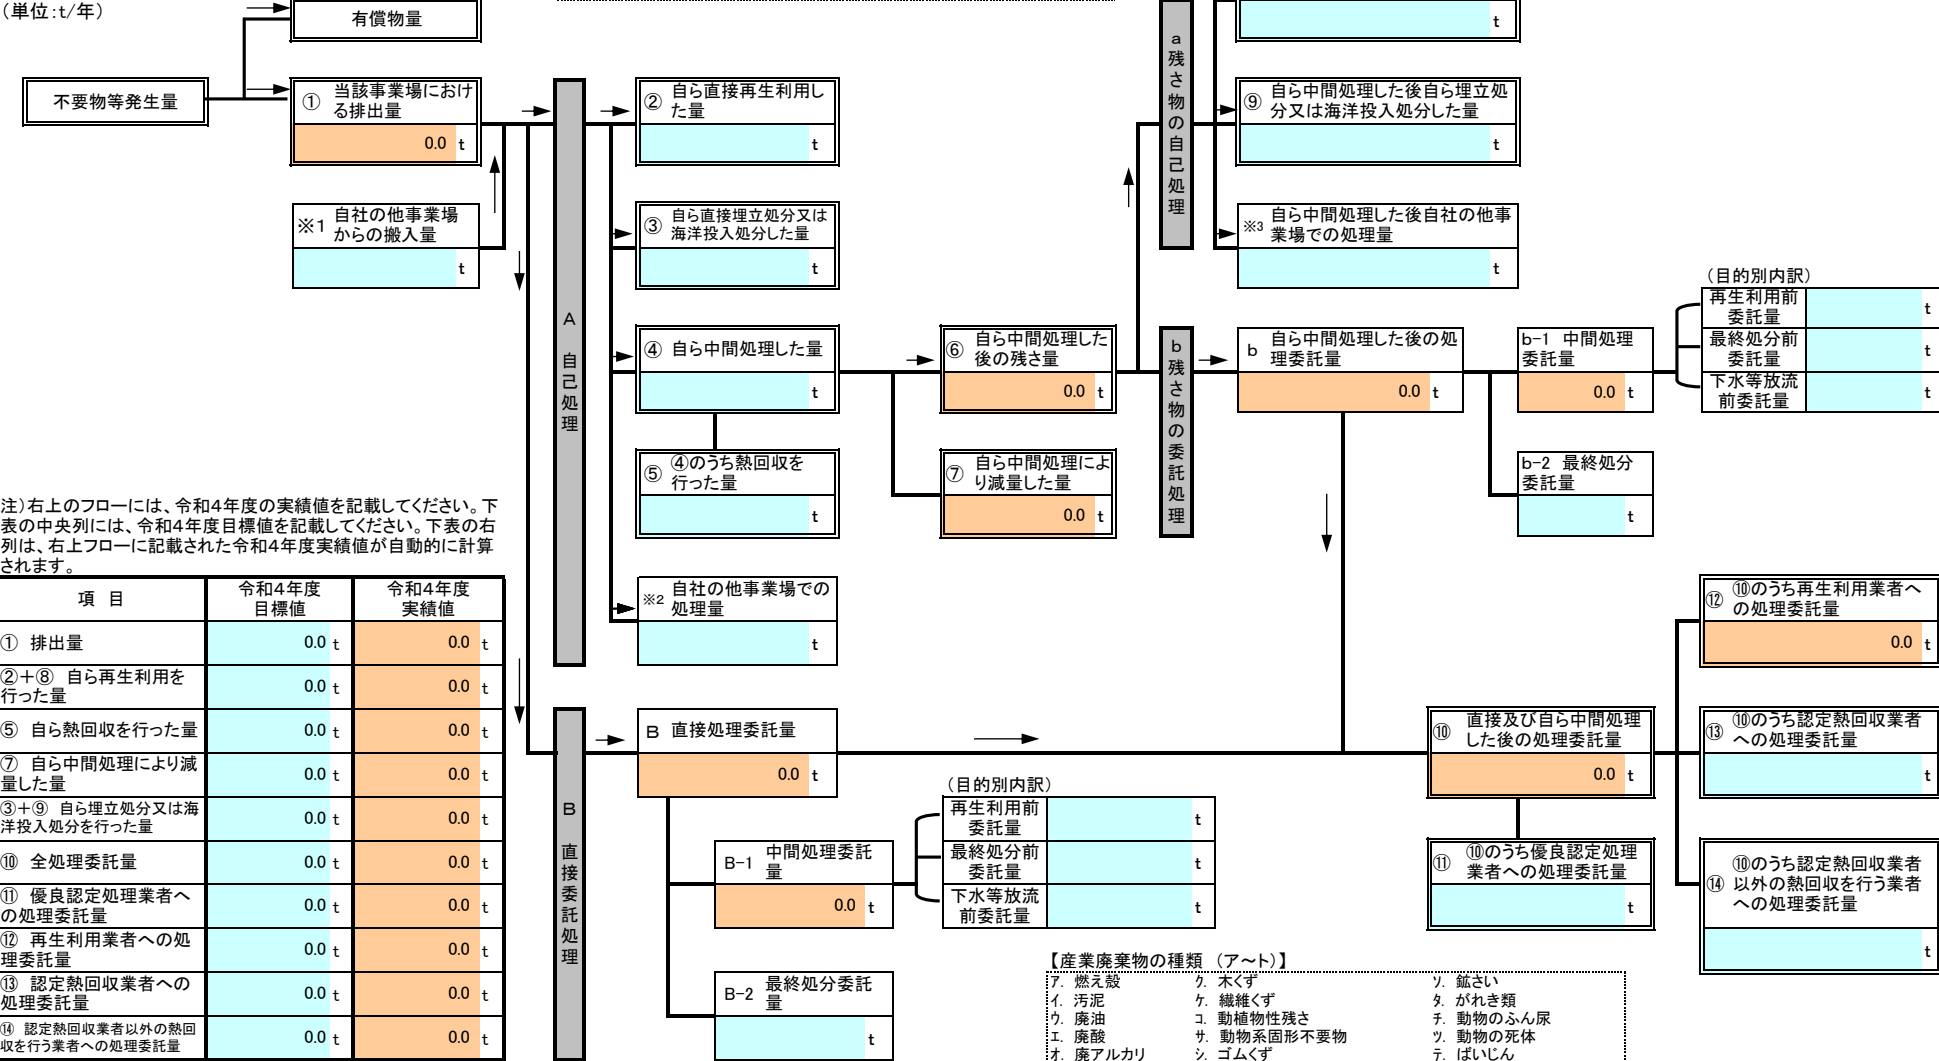 (単位:t/年)
有償物量
不要物等発生量
① 当該事業場におけ
る排出量
0.0 t
※1 自社の他事業場
からの搬入量
t
A 自己処理
② 自ら直接再生利用し
た量
t
③ 自ら直接埋立処分又は
海洋投入処分した量
t
④ 自ら中間処理した量
t
⑤ ④のうち熱回収を
行った量
t
※2 自社の他事業場での
処理量
t
⑥ 自ら中間処理した
後の残さ量
0.0 t
⑦ 自ら中間処理によ
り減量した量
0.0 t
a 残さ物の自己処理
t
⑨ 自ら中間処理した後自ら埋立処
分又は海洋投入処分した量
t
※3 自ら中間処理した後自社の他事
業場での処理量
t
b 残さ物の委託処理
b 自ら中間処理した後の処
理委託量
0.0 t
b-1 中間処理
委託量
0.0 t
b-2 最終処分
委託量
t
(目的別内訳)
再生利用前
委託量
t
最終処分前
委託量
t
下水等放流
前委託量
t
注)右上のフローには、令和4年度の実績値を記載してください。下
表の中央列には、令和4年度目標値を記載してください。下表の右
列は、右上フローに記載された令和4年度実績値が自動的に計算
されます。
項 目
令和4年度
目標値
令和4年度
実績値
① 排出量
0.0 t
0.0 t
②+⑧ 自ら再生利用を
行った量
0.0 t
0.0 t
⑤ 自ら熱回収を行った量
0.0 t
0.0 t
⑦ 自ら中間処理により減
量した量
0.0 t
0.0 t
③+⑨ 自ら埋立処分又は海
洋投入処分を行った量
0.0 t
0.0 t
⑩ 全処理委託量
0.0 t
0.0 t
⑪ 優良認定処理業者へ
の処理委託量
0.0 t
0.0 t
⑫ 再生利用業者への処
理委託量
0.0 t
0.0 t
⑬ 認定熱回収業者への
処理委託量
0.0 t
0.0 t
⑭ 認定熱回収業者以外の熱回
収を行う業者への処理委託量
0.0 t
0.0 t
B 直接委託処理
B 直接処理委託量
0.0 t
B-1 中間処理委託
量
0.0 t
B-2 最終処分委託
量
t
(目的別内訳)
再生利用前
委託量
t
最終処分前
委託量
t
下水等放流
前委託量
t
⑩ 直接及び自ら中間処理
した後の処理委託量
0.0 t
⑪ ⑩のうち優良認定処理
業者への処理委託量
t
⑫ ⑩のうち再生利用業者へ
の処理委託量
0.0 t
⑬ ⑩のうち認定熱回収業者
への処理委託量
t
⑭ ⑩のうち認定熱回収業者
以外の熱回収を行う業者
への処理委託量
t
【産業廃棄物の種類 (ア~ト)】
ア. 燃え殻 ク. 木くず ソ. 鉱さい
イ. 汚泥 ケ. 繊維くず タ. がれき類
ウ. 廃油 コ. 動植物性残さ チ. 動物のふん尿
エ. 廃酸 サ. 動物系固形不要物 ツ. 動物の死体
オ. 廃アルカリ シ. ゴムくず テ. ばいじん